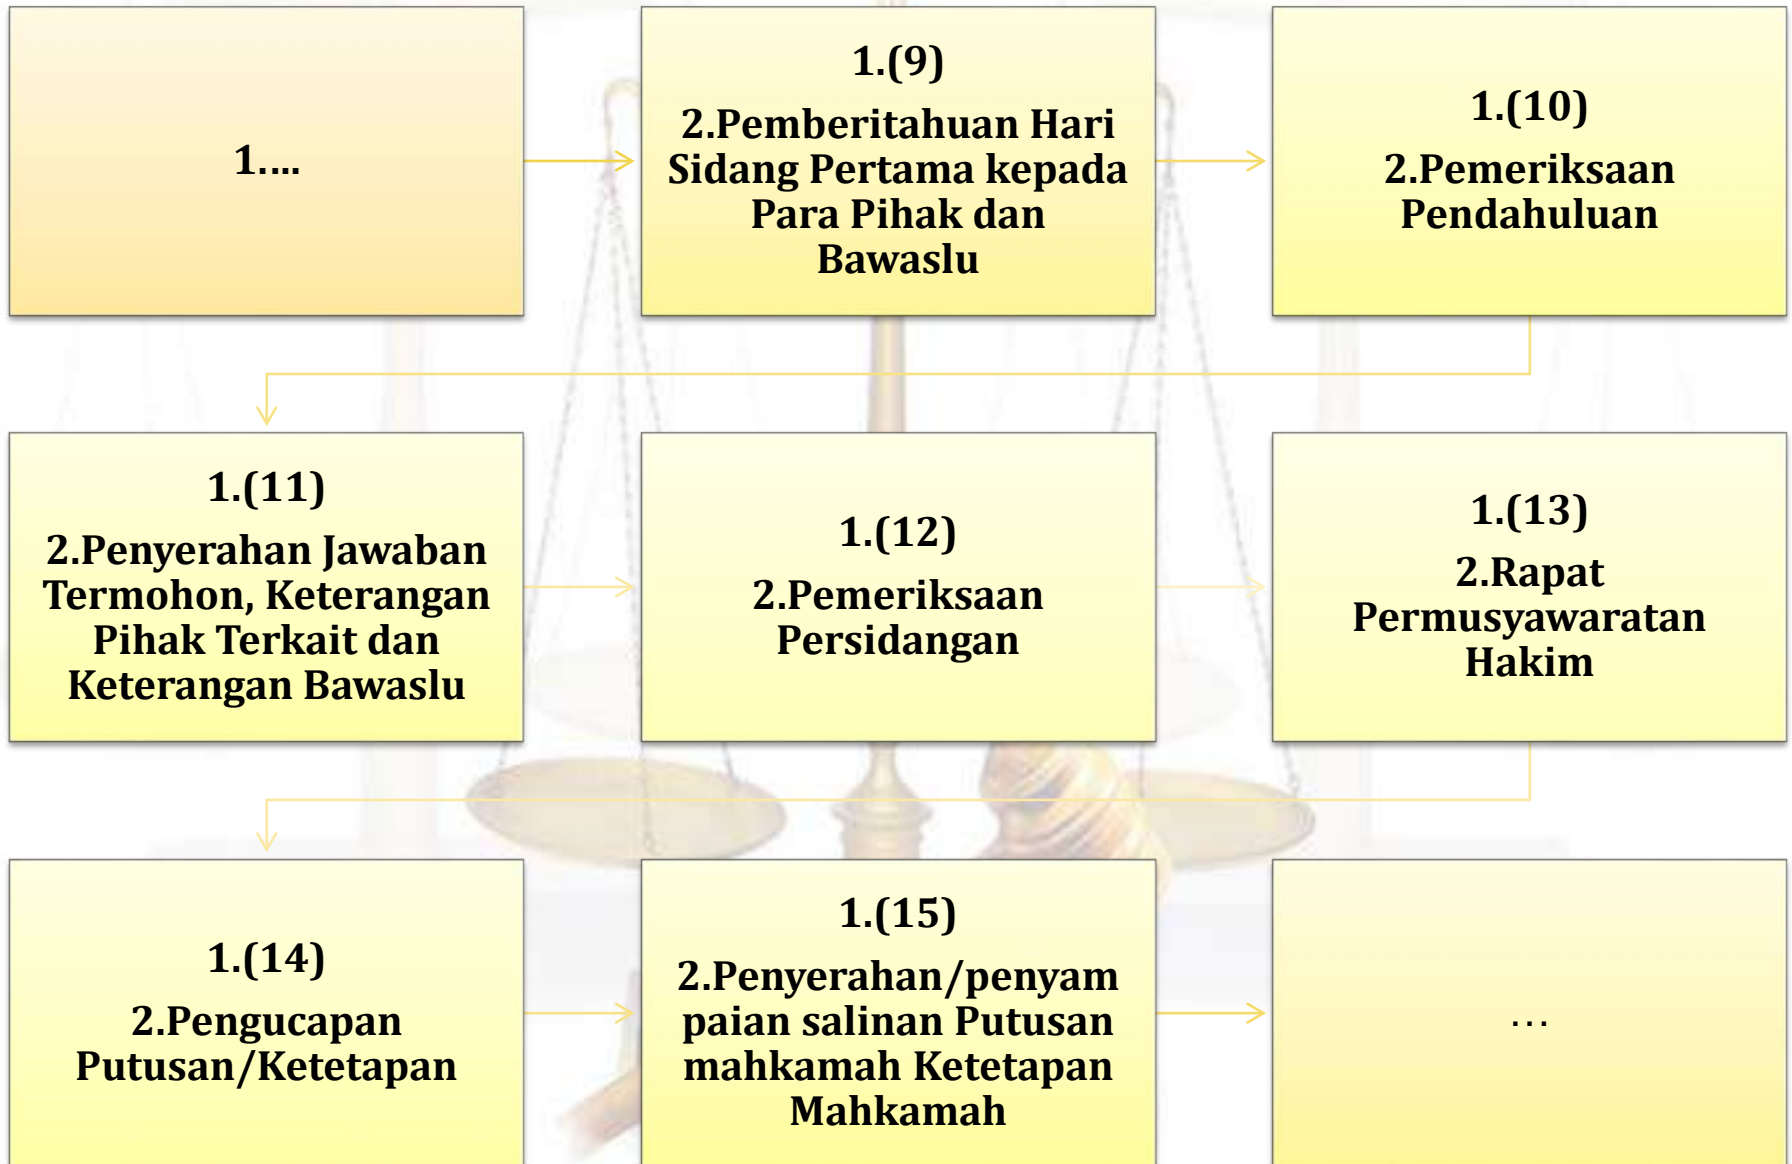 1....
1.(9)
2.Pemberitahuan Hari
Sidang Pertama kepada
Para Pihak dan
Bawaslu
1.(10)
2.Pemeriksaan
Pendahuluan
1.(11)
2.Penyerahan Jawaban
Termohon, Keterangan
Pihak Terkait dan
Keterangan Bawaslu
1.(12)
2.Pemeriksaan
Persidangan
1.(13)
2.Rapat
Permusyawaratan
Hakim
1.(14)
2.Pengucapan
Putusan/Ketetapan
1.(15)
2.Penyerahan/penyam
paian salinan Putusan
mahkamah Ketetapan
Mahkamah
...